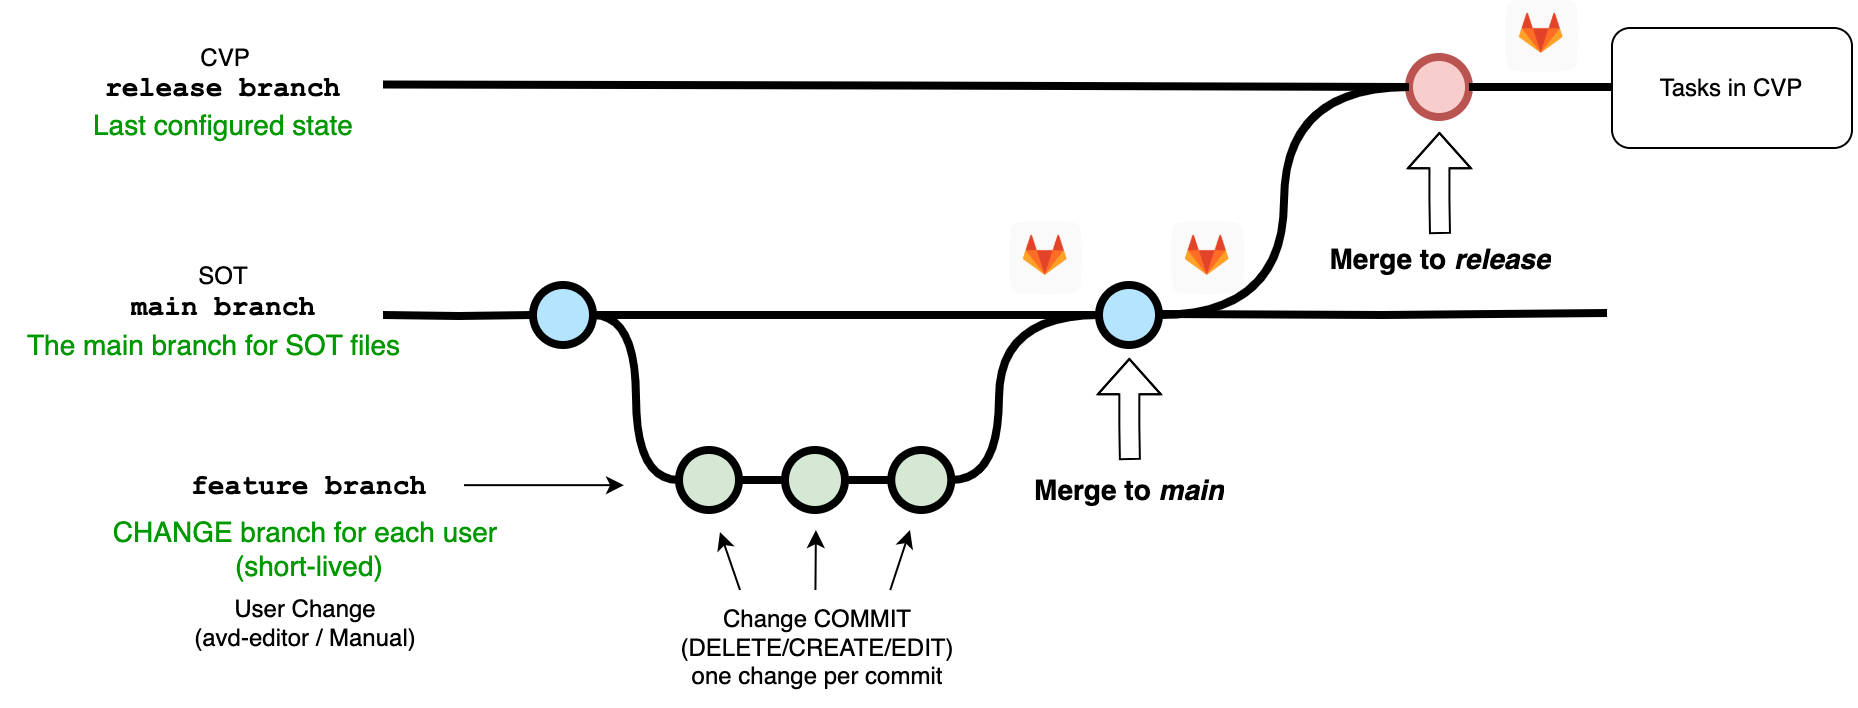 CVP
release branch
Last configured state
Tasks in CVP
Merge to release
SOT
main branch
The main branch for SOT files
Merge to main
feature branch
CHANGE branch for each user
(short-lived)
User Change
(avd-editor / Manual)
Change COMMIT
(DELETE/CREATE/EDIT)
one change per commit